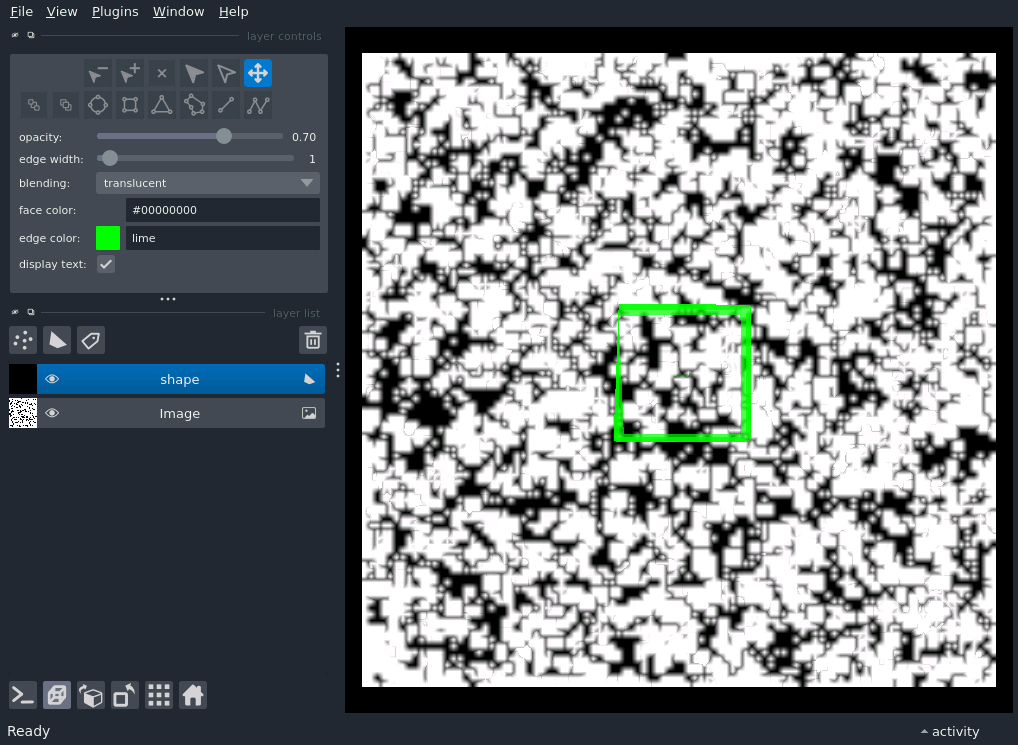 File View Plugins Window Help
layer controls
opacity: 0.70
edge width: 1
blending: translucent
face color: #00000000
edge color: lime
display text:
layer list
shape
Image
Ready
activity